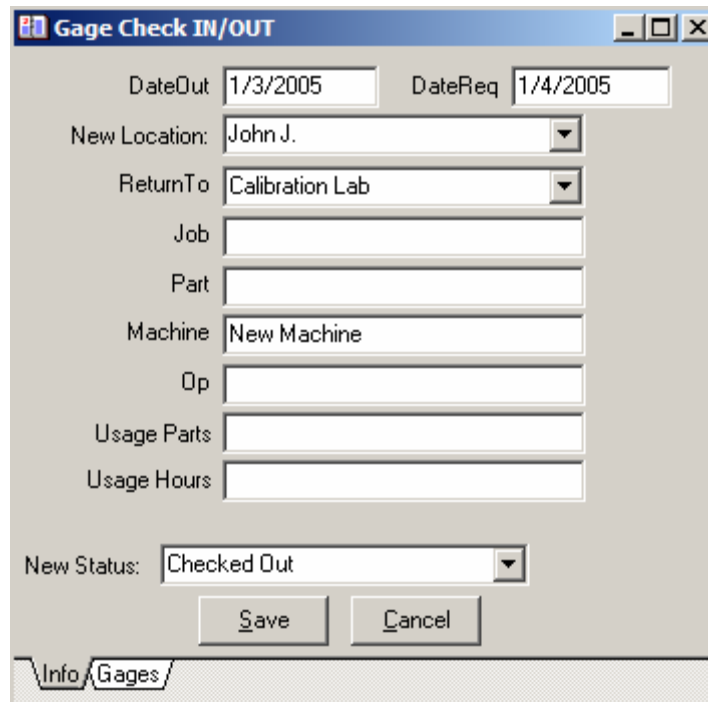 Gage Check IN/OUT
DateOut 1/3/2005 DateReq 1/4/2005
New Location: John J.
ReturnTo Calibration Lab
Job
Part
Machine New Machine
Op
Usage Parts
Usage Hours
New Status: Checked Out
Save Cancel
Info Gages